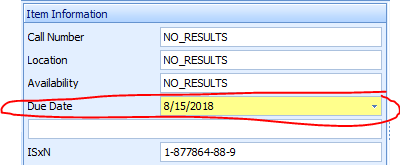 Item Information
Call Number NO_RESULTS
Location NO_RESULTS
Availability NO_RESULTS
Due Date 8/15/2018
ISxN 1-877864-88-9